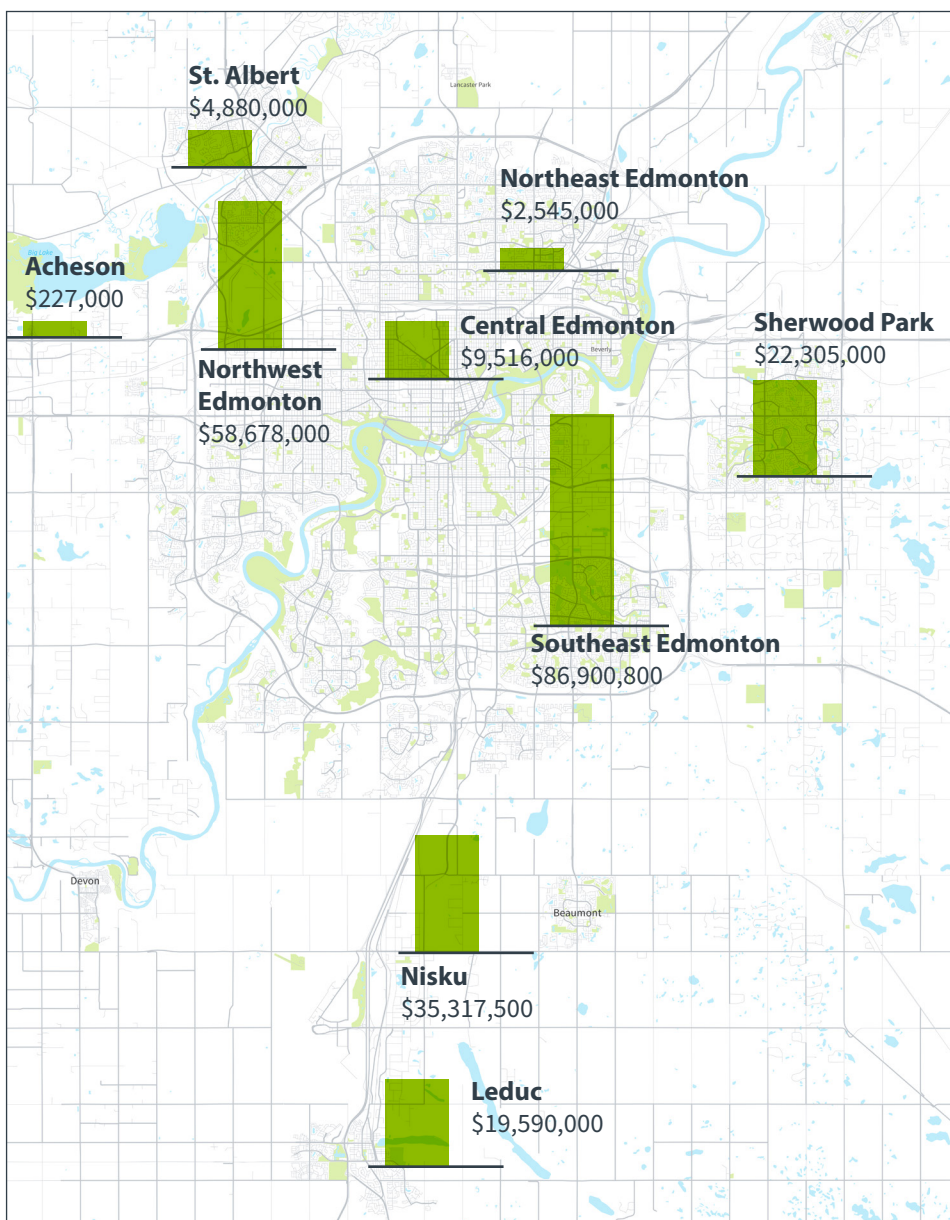 Lancaster Park
St. Albert
$4,880,000
Northeast Edmonton
$2,545,000
Big Lake
Acheson
$227,000
Central Edmonton
$9,516,000
Beverly
Sherwood Park
$22,305,000
Northwest
Edmonton
$58,678,000
Southeast Edmonton
$86,900,800
Devon
Beaumont
Nisku
$35,317,500
Leduc
$19,590,000